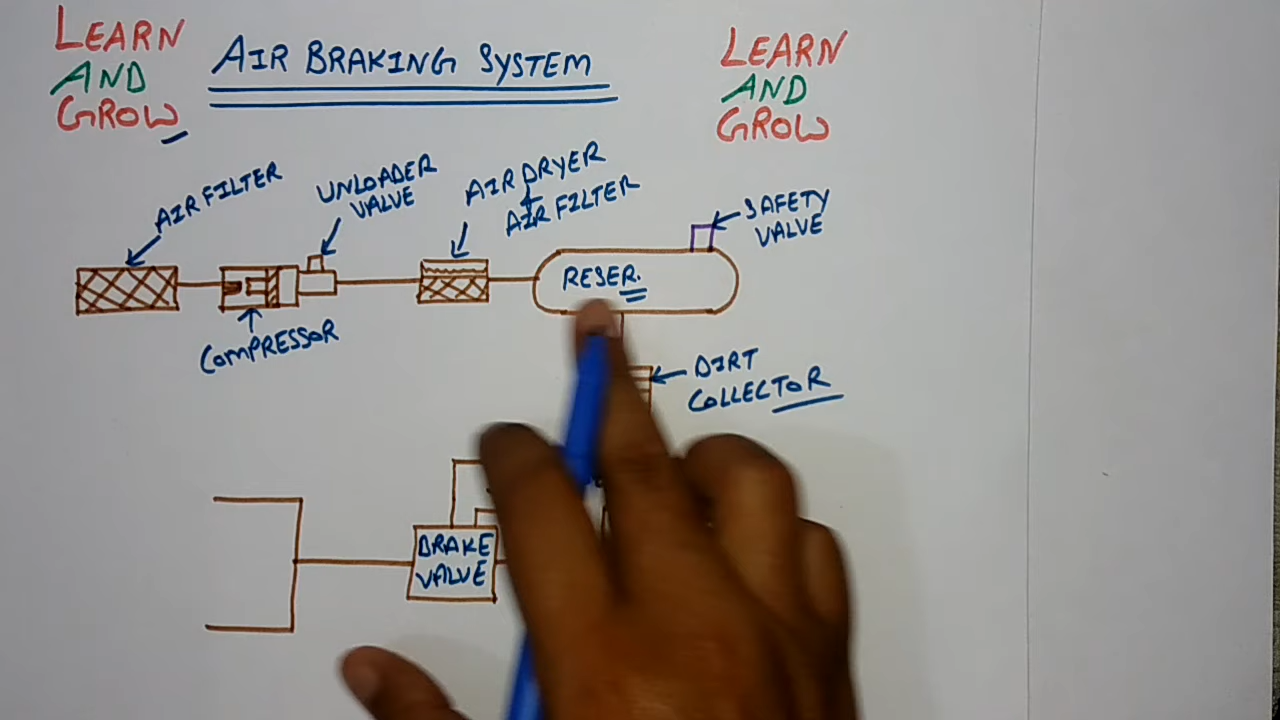 LEARN
AND
GROW
AIR BRAKING SYSTEM
LEARN
AND
GROW
AIR FILTER
UNLOADER
VALVE
AIR DRYER
+
AIR FILTER
SAFETY
VALVE
RESER.
COMPRESSOR
DIRT
COLLECTOR
BRAKE
VALVE